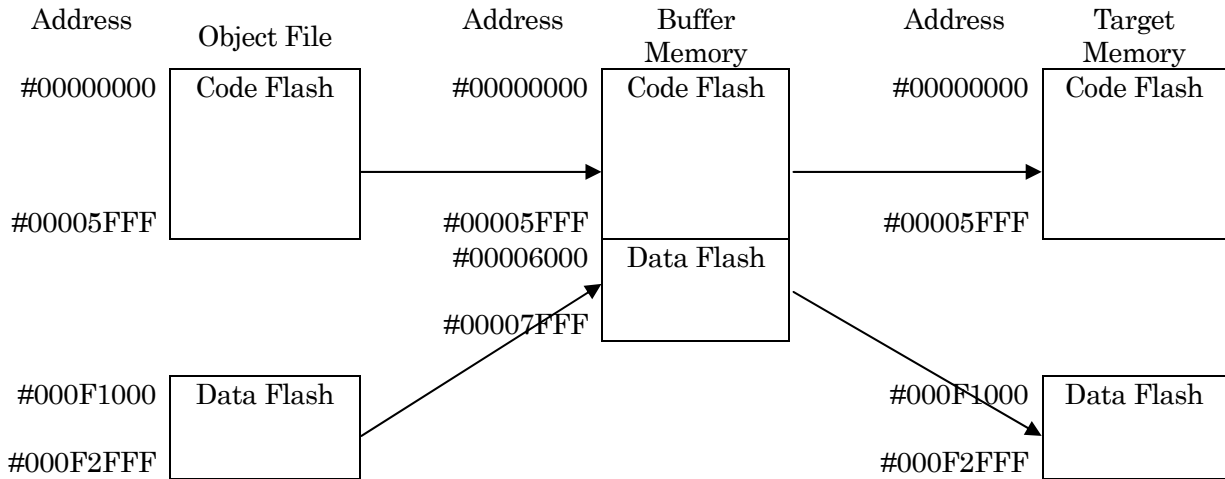 Address
Object File
Address
Buffer
Memory
Address
Target
Memory
#00000000
Code Flash
#00000000
Code Flash
#00000000
Code Flash
#00005FFF
#00005FFF
#00005FFF
#00006000
Data Flash
#00007FFF
#000F1000
Data Flash
#000F1000
Data Flash
#000F2FFF
#000F2FFF